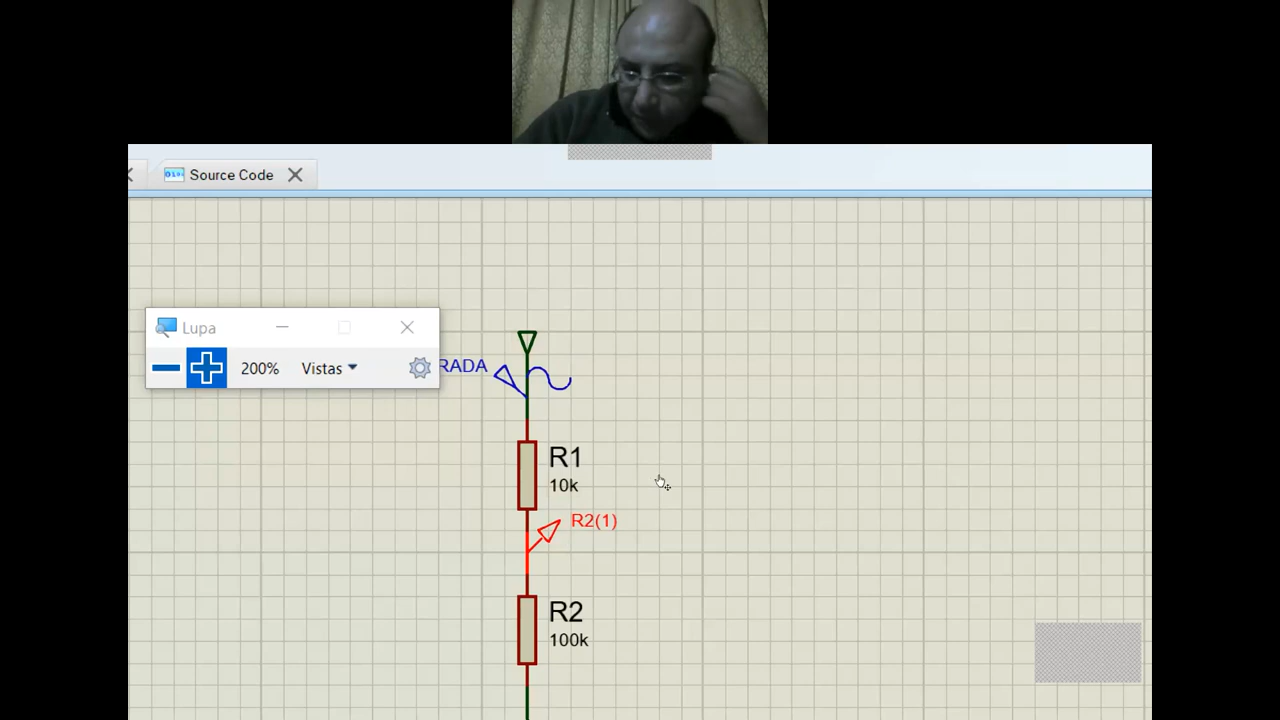 Source Code
Lupa
200% Vistas
RADA
R1
10k
R2(1)
R2
100k